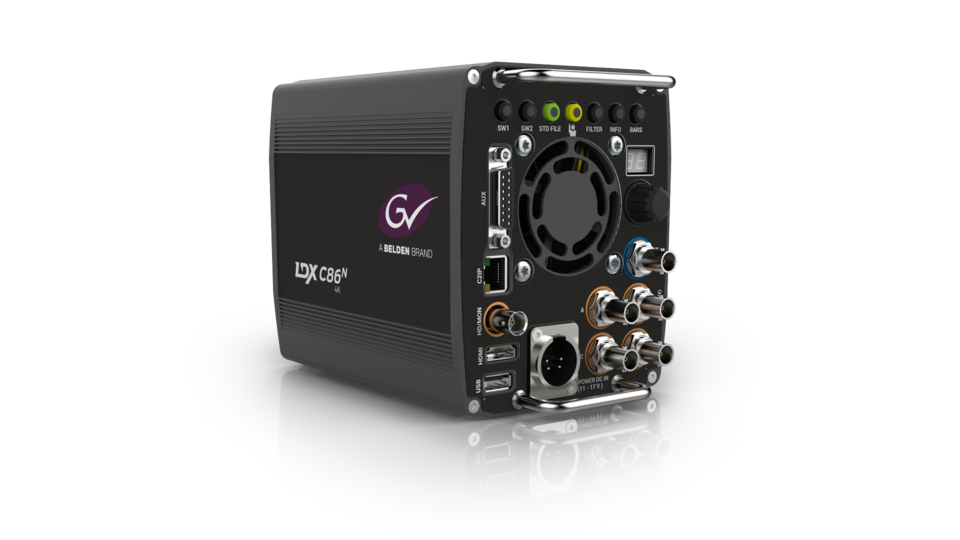 SW1 SW2 STD FILE FILTER INFO BARS
AUX
GV
A BELDEN BRAND
C2IP
LDX C86N
4K
HD/MON
A
HDMI
C
USB
POWER DC IN
(11 - 17 V)